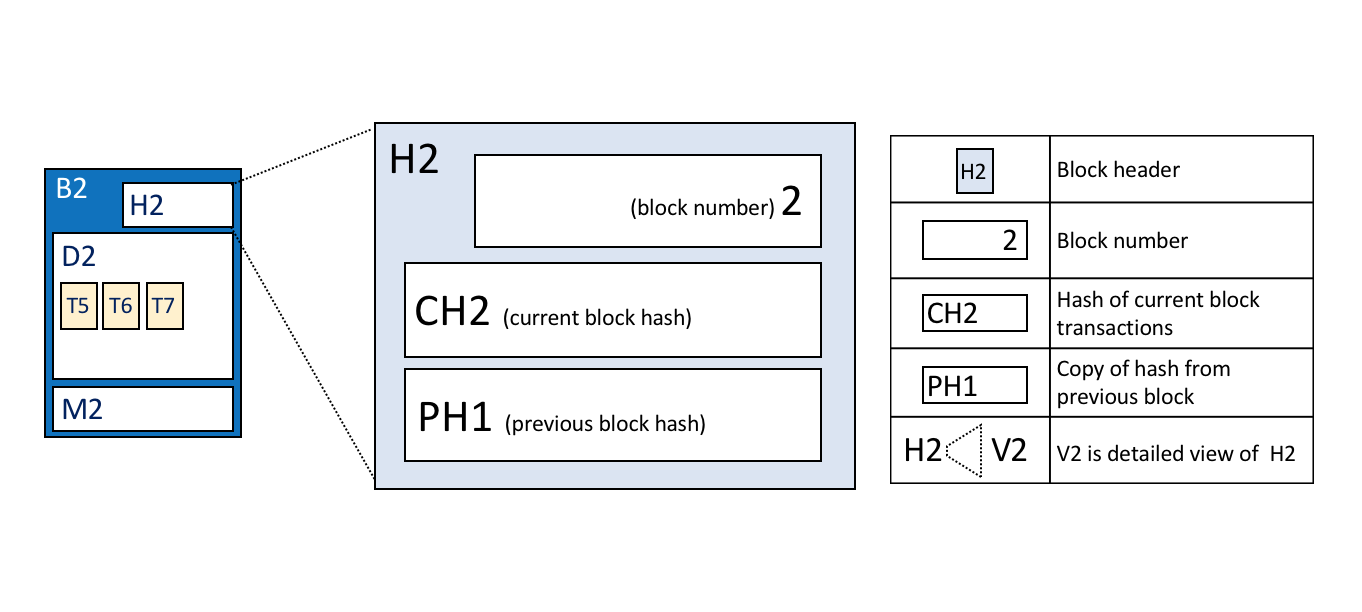 B2
H2
D2
T5 T6 T7
M2
H2
(block number) 2
CH2 (current block hash)
PH1 (previous block hash)
H2 Block header
2 Block number
CH2 Hash of current block
transactions
PH1 Copy of hash from
previous block
H2 V2 V2 is detailed view of H2